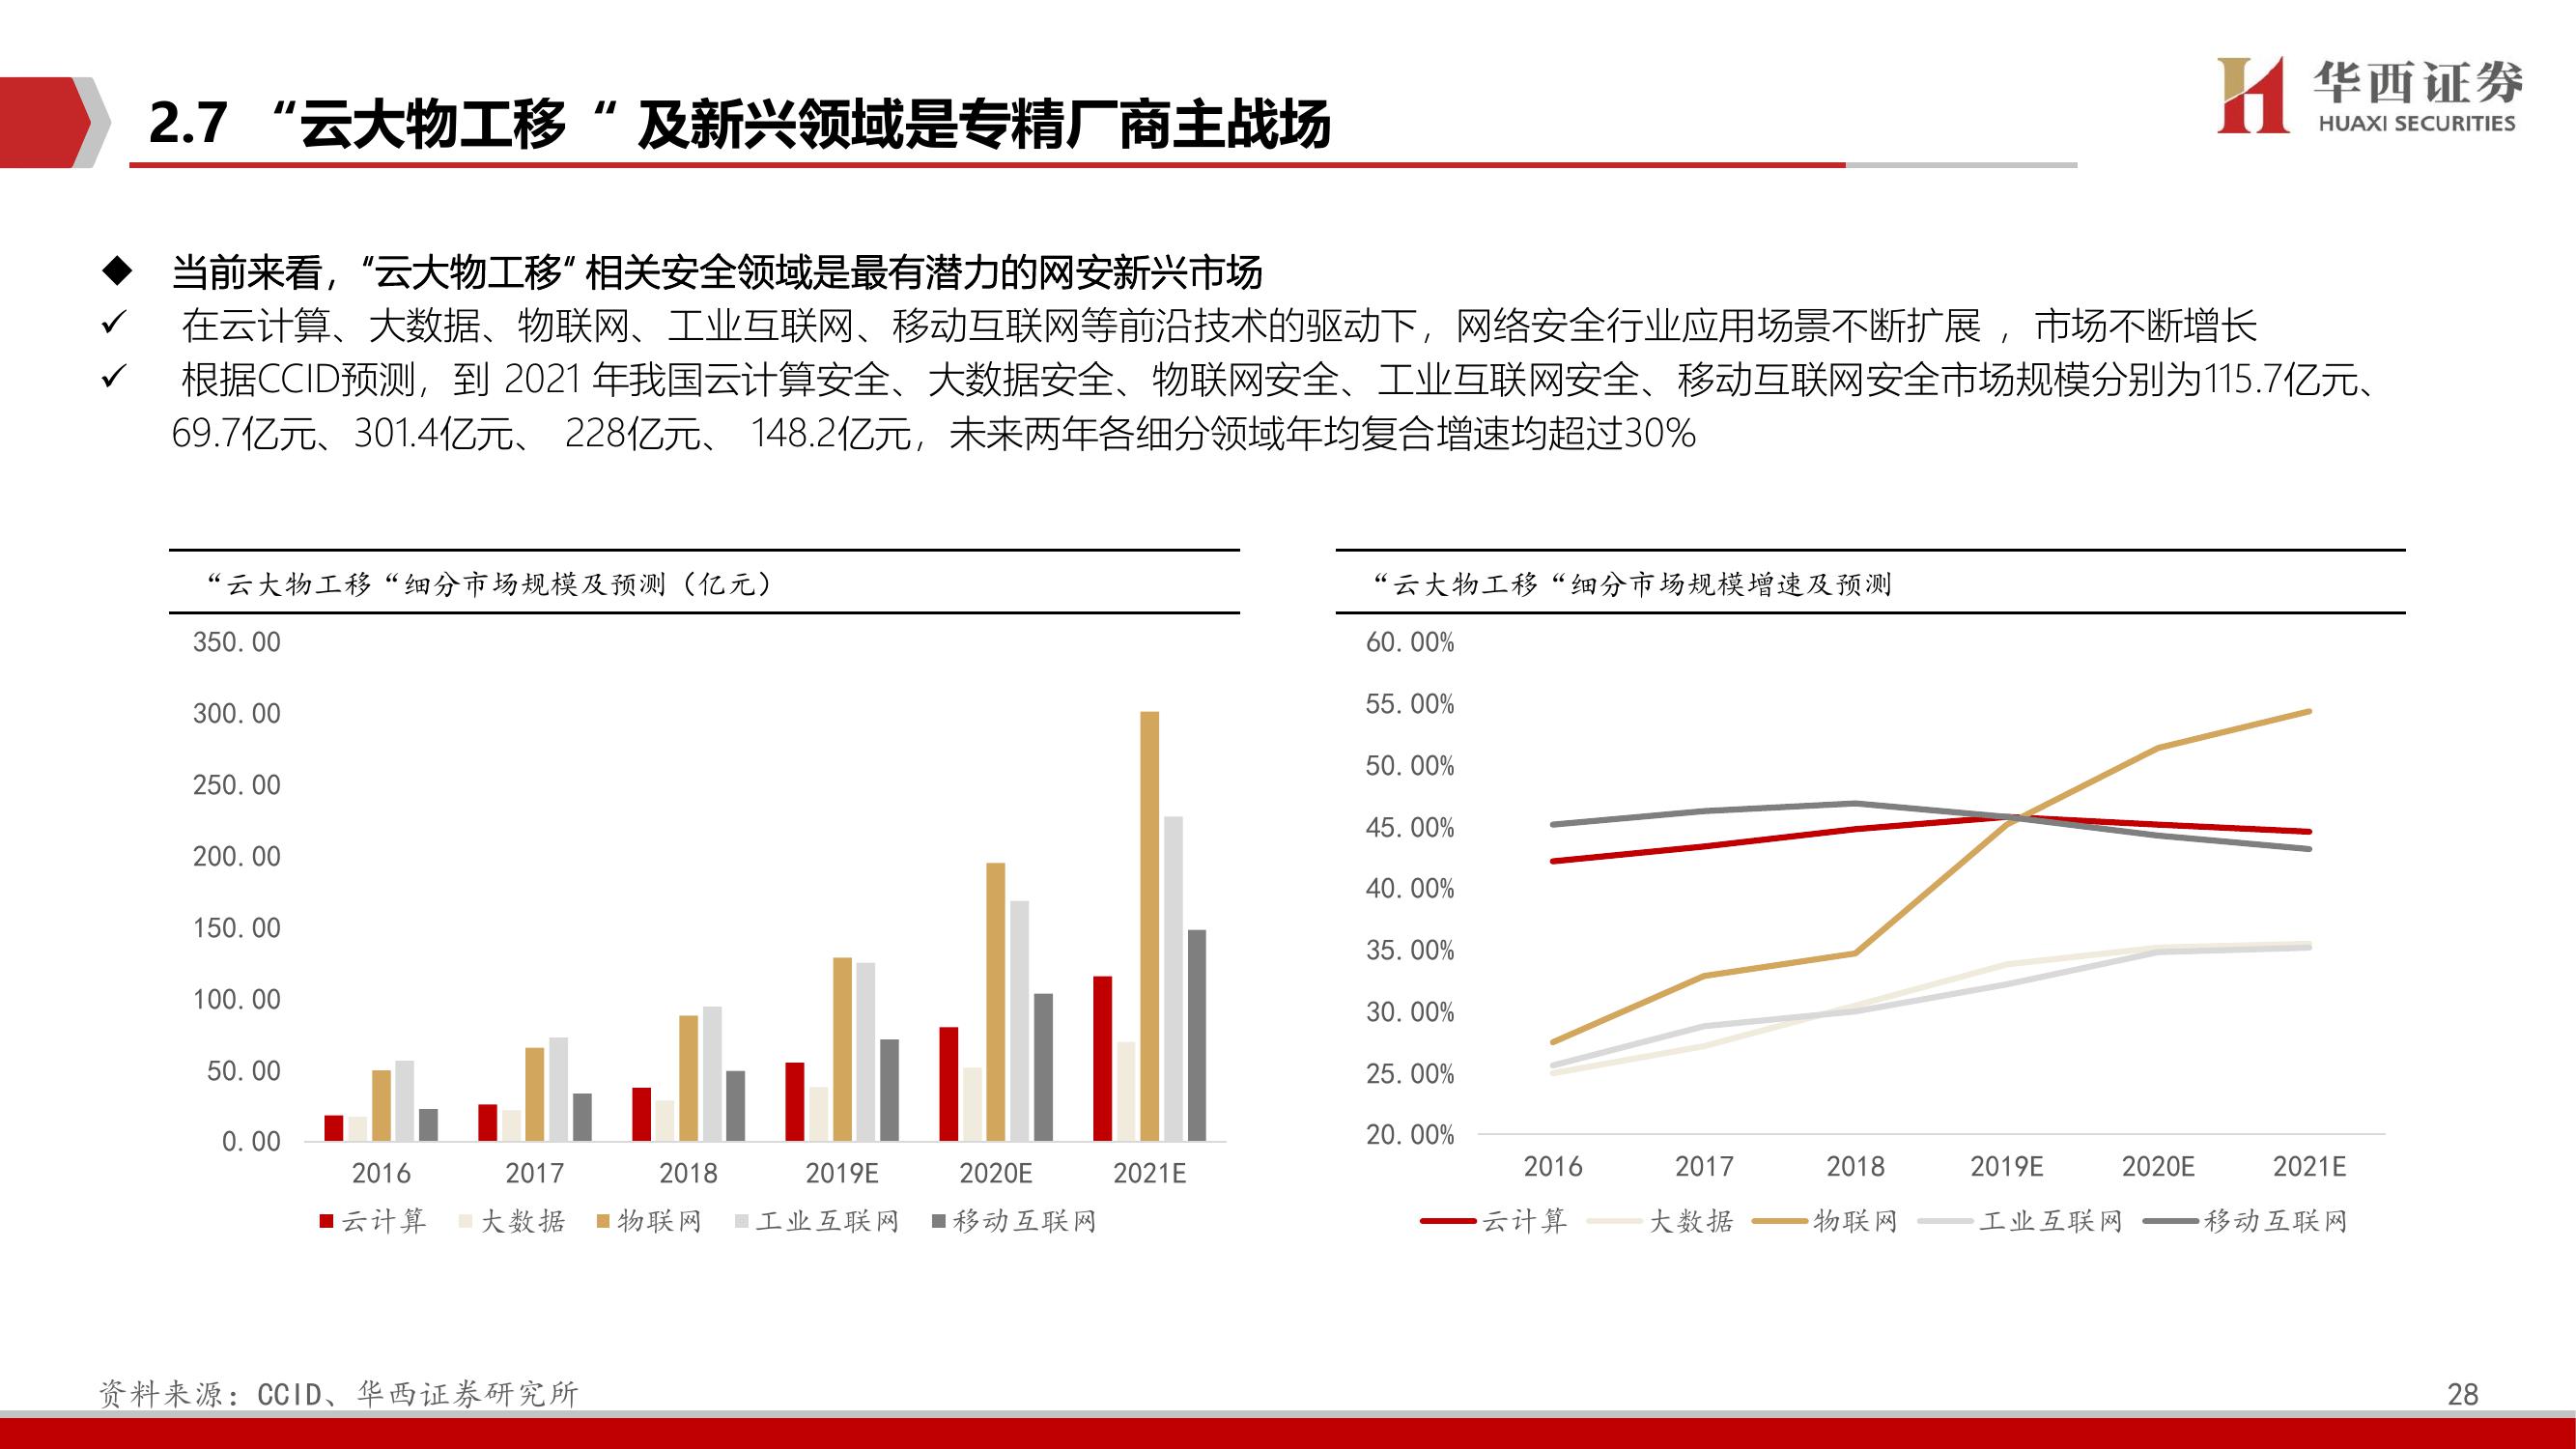 华西证券
HUAXI SECURITIES
2.7 “云大物工移“ 及新兴领域是专精厂商主战场
◆ 当前来看，“云大物工移“ 相关安全领域是最有潜力的网安新兴市场
✓ 在云计算、大数据、物联网、工业互联网、移动互联网等前沿技术的驱动下，网络安全行业应用场景不断扩展 ，市场不断增长
✓ 根据CCID预测，到 2021 年我国云计算安全、大数据安全、物联网安全、工业互联网安全、移动互联网安全市场规模分别为115.7亿元、
69.7亿元、301.4亿元、 228亿元、 148.2亿元，未来两年各细分领域年均复合增速均超过30%
“云大物工移“细分市场规模及预测（亿元）
350.00
300.00
250.00
200.00
150.00
100.00
50.00
0.00
2016 2017 2018 2019E 2020E 2021E
云计算 大数据 物联网 工业互联网 移动互联网
“云大物工移“细分市场规模增速及预测
60.00%
55.00%
50.00%
45.00%
40.00%
35.00%
30.00%
25.00%
20.00%
2016 2017 2018 2019E 2020E 2021E
云计算 大数据 物联网 工业互联网 移动互联网
资料来源：CCID、华西证券研究所
28